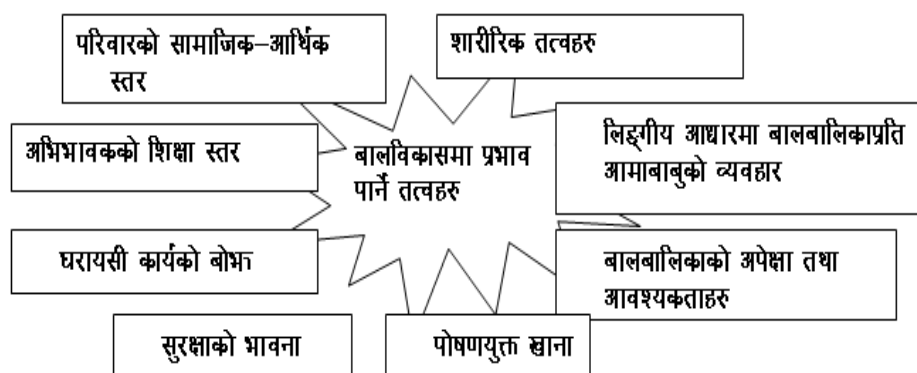 परिवारको सामाजिक–आर्थिक
स्तर
शारीरिक तत्वहरु
अभिभावकको शिक्षा स्तर
बालविकासमा प्रभाव
पार्ने तत्वहरु
लिङ्गीय आधारमा बालबालिकाप्रति
आमाबाबुको व्यवहार
घरायसी कार्यको बोझ
बालबालिकाको अपेक्षा तथा
आवश्यकताहरु
सुरक्षाको भावना
पोषणयुक्त खाना